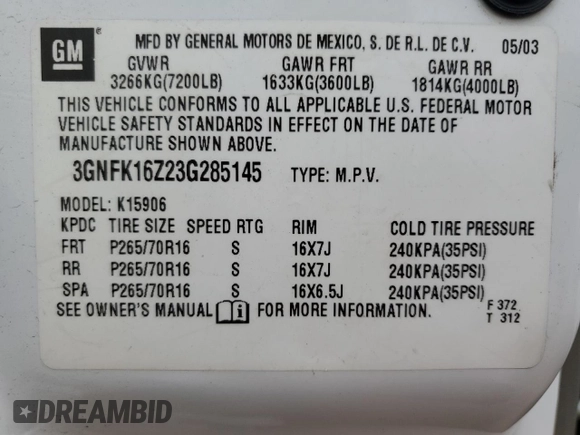 GM
MFD BY GENERAL MOTORS DE MEXICO, S. DE R.L. DE C.V. 05/03
GVWR GAWR FRT GAWR RR
3266KG(7200LB) 1633KG(3600LB) 1814KG(4000LB)
THIS VEHICLE CONFORMS TO ALL APPLICABLE U.S. FEDERAL MOTOR
VEHICLE SAFETY STANDARDS IN EFFECT ON THE DATE OF
MANUFACTURE SHOWN ABOVE.
3GNFK16Z23G285145 TYPE: M.P.V.
MODEL: K15906
KPDC TIRE SIZE SPEED RTG RIM COLD TIRE PRESSURE
FRT P265/70R16 S 16X7J 240KPA(35PSI)
RR P265/70R16 S 16X7J 240KPA(35PSI)
SPA P265/70R16 S 16X6.5J 240KPA(35PSI)
SEE OWNER'S MANUAL FOR MORE INFORMATION. F 372
T 312
DREAMBID